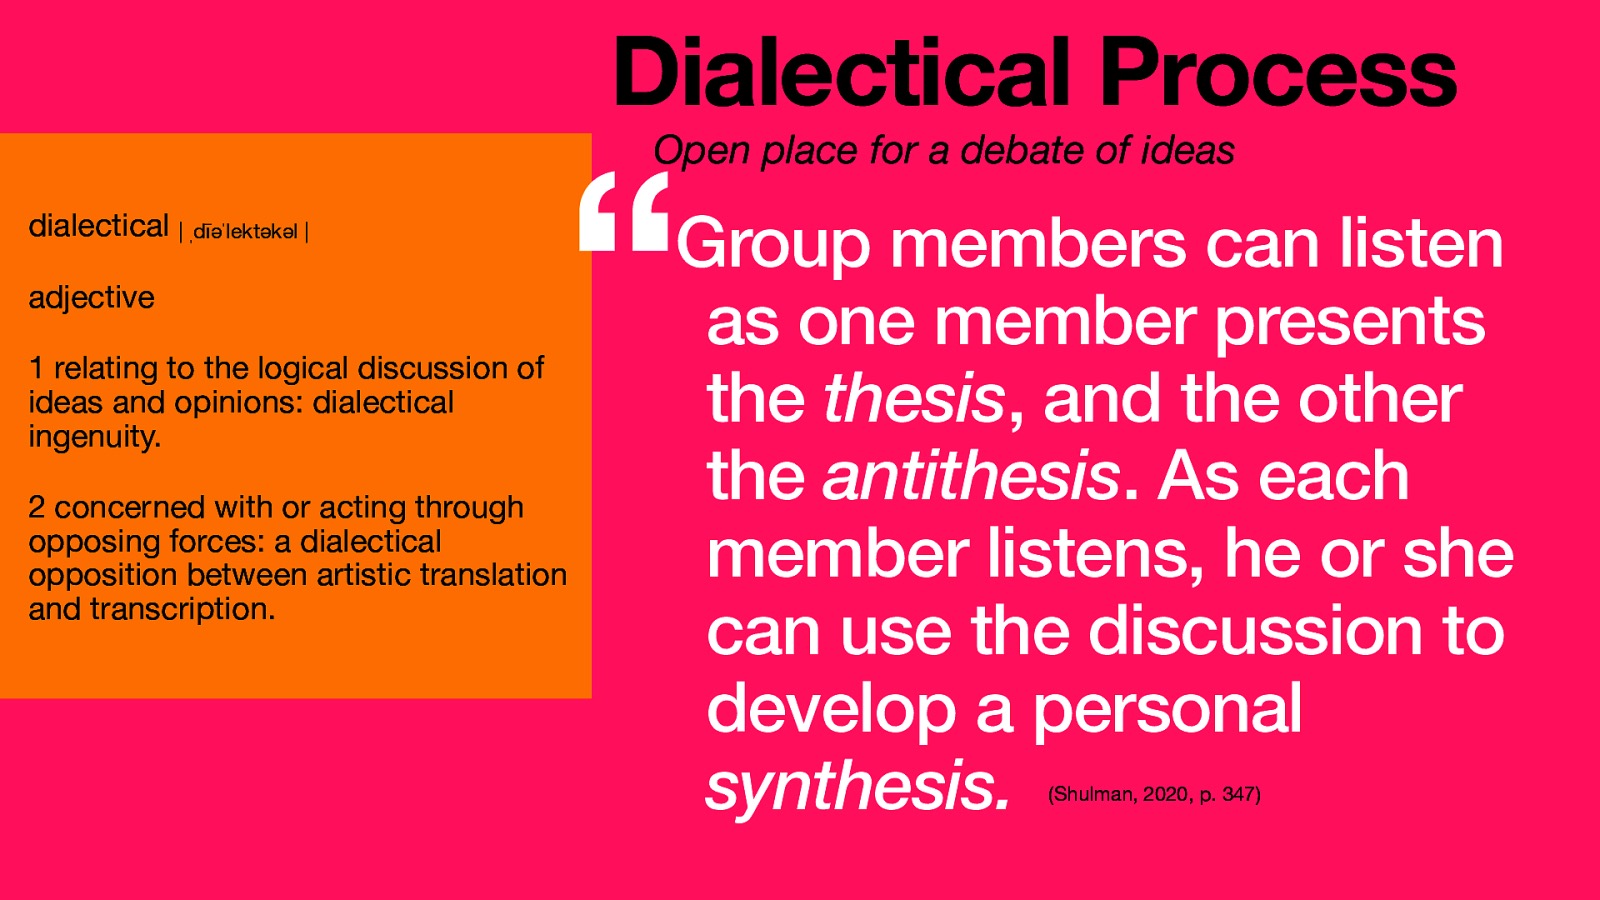 Dialectical Process
Open place for a debate of ideas
dialectical | ˌdīəˈlektəkəl |
adjective
1 relating to the logical discussion of
ideas and opinions: dialectical
ingenuity.
2 concerned with or acting through
opposing forces: a dialectical
opposition between artistic translation
and transcription.
“Group members can listen
as one member presents
the thesis, and the other
the antithesis. As each
member listens, he or she
can use the discussion to
develop a personal
synthesis. (Shulman, 2020, p. 347)